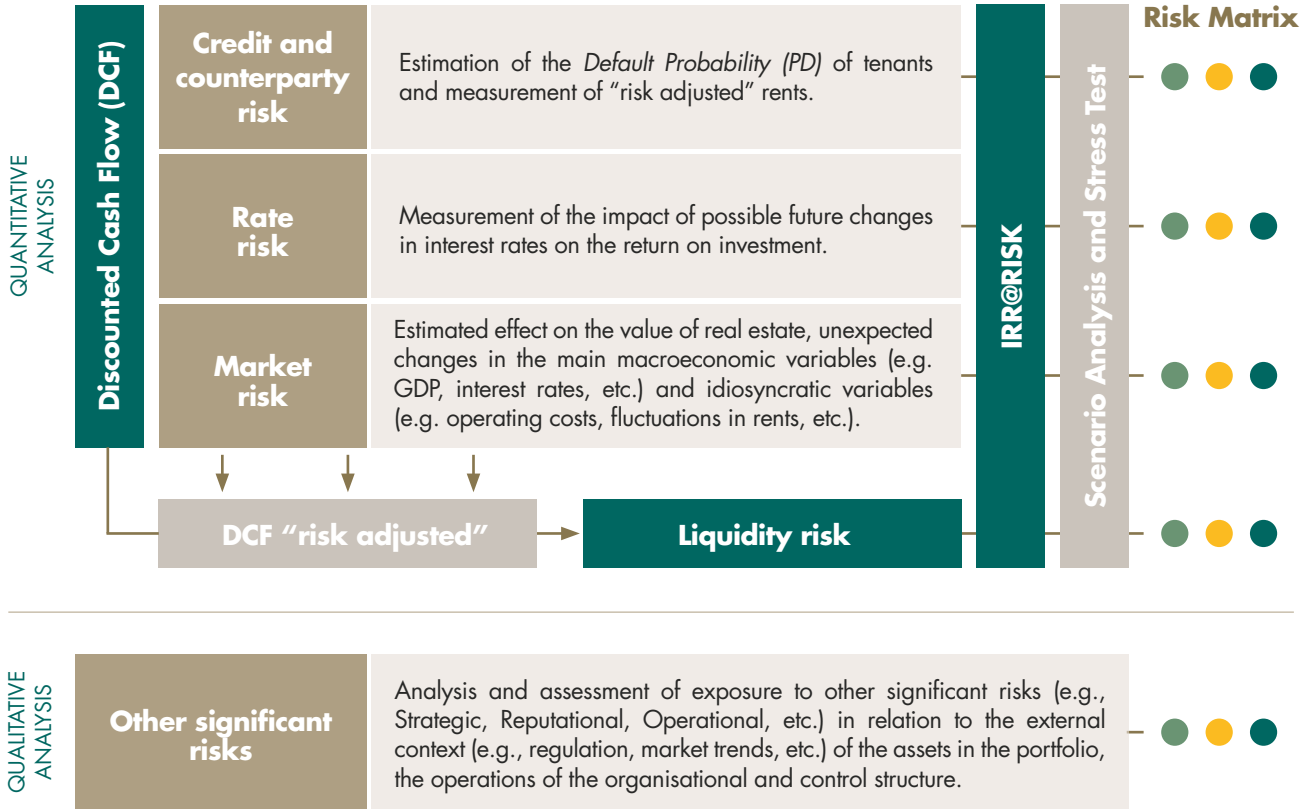 Risk Matrix
QUANTITATIVE
ANALYSIS
Discounted Cash Flow (DCF)
Credit and
counterparty
risk
Estimation of the Default Probability (PD) of tenants
and measurement of “risk adjusted” rents.
Rate
risk
Measurement of the impact of possible future changes
in interest rates on the return on investment.
Market
risk
Estimated effect on the value of real estate, unexpected
changes in the main macroeconomic variables (e.g.
GDP, interest rates, etc.) and idiosyncratic variables
(e.g. operating costs, fluctuations in rents, etc.).
IRR@RISK
Scenario Analysis and Stress Test
DCF “risk adjusted”
Liquidity risk
QUALITATIVE
ANALYSIS
Other significant
risks
Analysis and assessment of exposure to other significant risks (e.g.,
Strategic, Reputational, Operational, etc.) in relation to the external
context (e.g., regulation, market trends, etc.) of the assets in the portfolio,
the operations of the organisational and control structure.